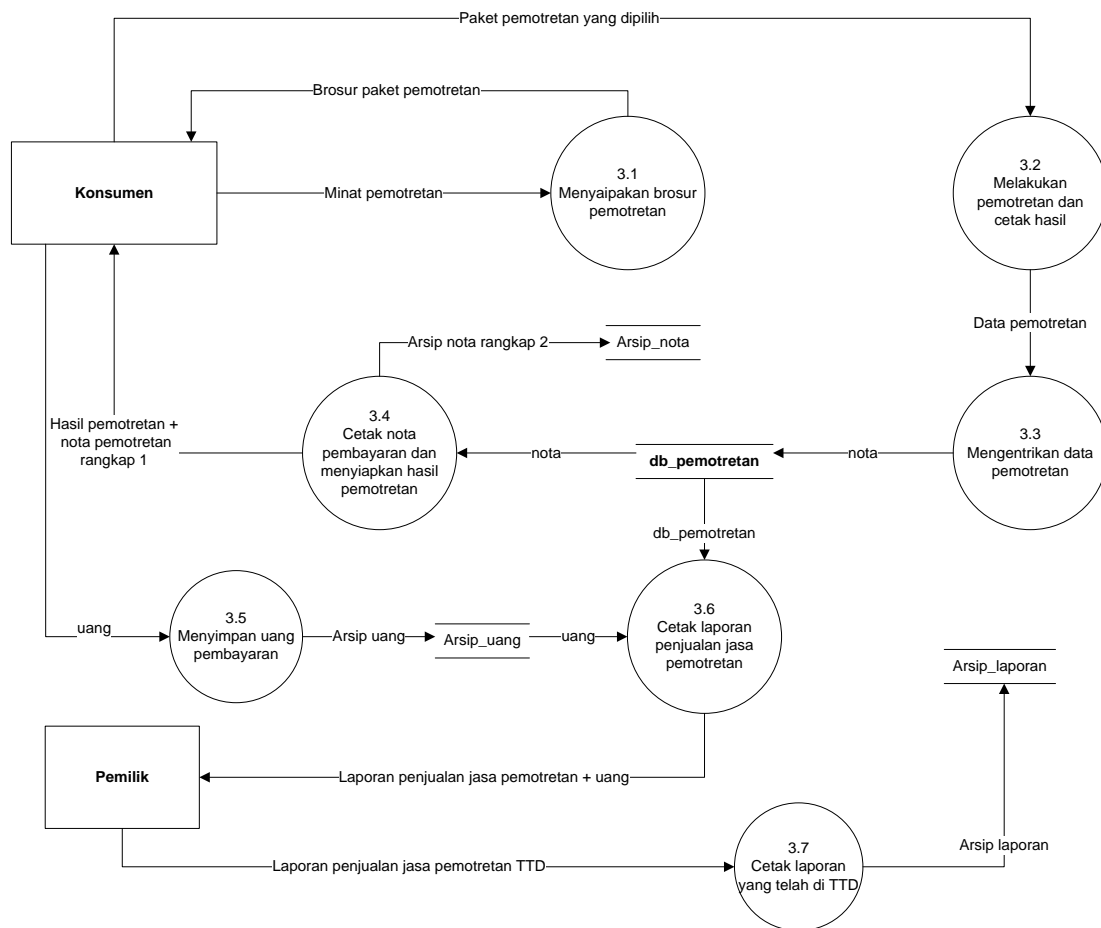 Paket pemotretan yang dipilih
Brosur paket pemotretan
Konsumen
Minat pemotretan
3.1
Menyaipakan brosur
pemotretan
3.2
Melakukan
pemotretan dan
cetak hasil
Data pemotretan
Arsip nota rangkap 2
Arsip_nota
Hasil pemotretan +
nota pemotretan
rangkap 1
3.4
Cetak nota
pembayaran dan
menyiapkan hasil
pemotretan
nota
db_pemotretan
nota
3.3
Mengentrikan data
pemotretan
db_pemotretan
uang
3.5
Menyimpan uang
pembayaran
Arsip uang
Arsip_uang
uang
3.6
Cetak laporan
penjualan jasa
pemotretan
Arsip_laporan
Pemilik
Laporan penjualan jasa pemotretan + uang
Laporan penjualan jasa pemotretan TTD
3.7
Cetak laporan
yang telah di TTD
Arsip laporan